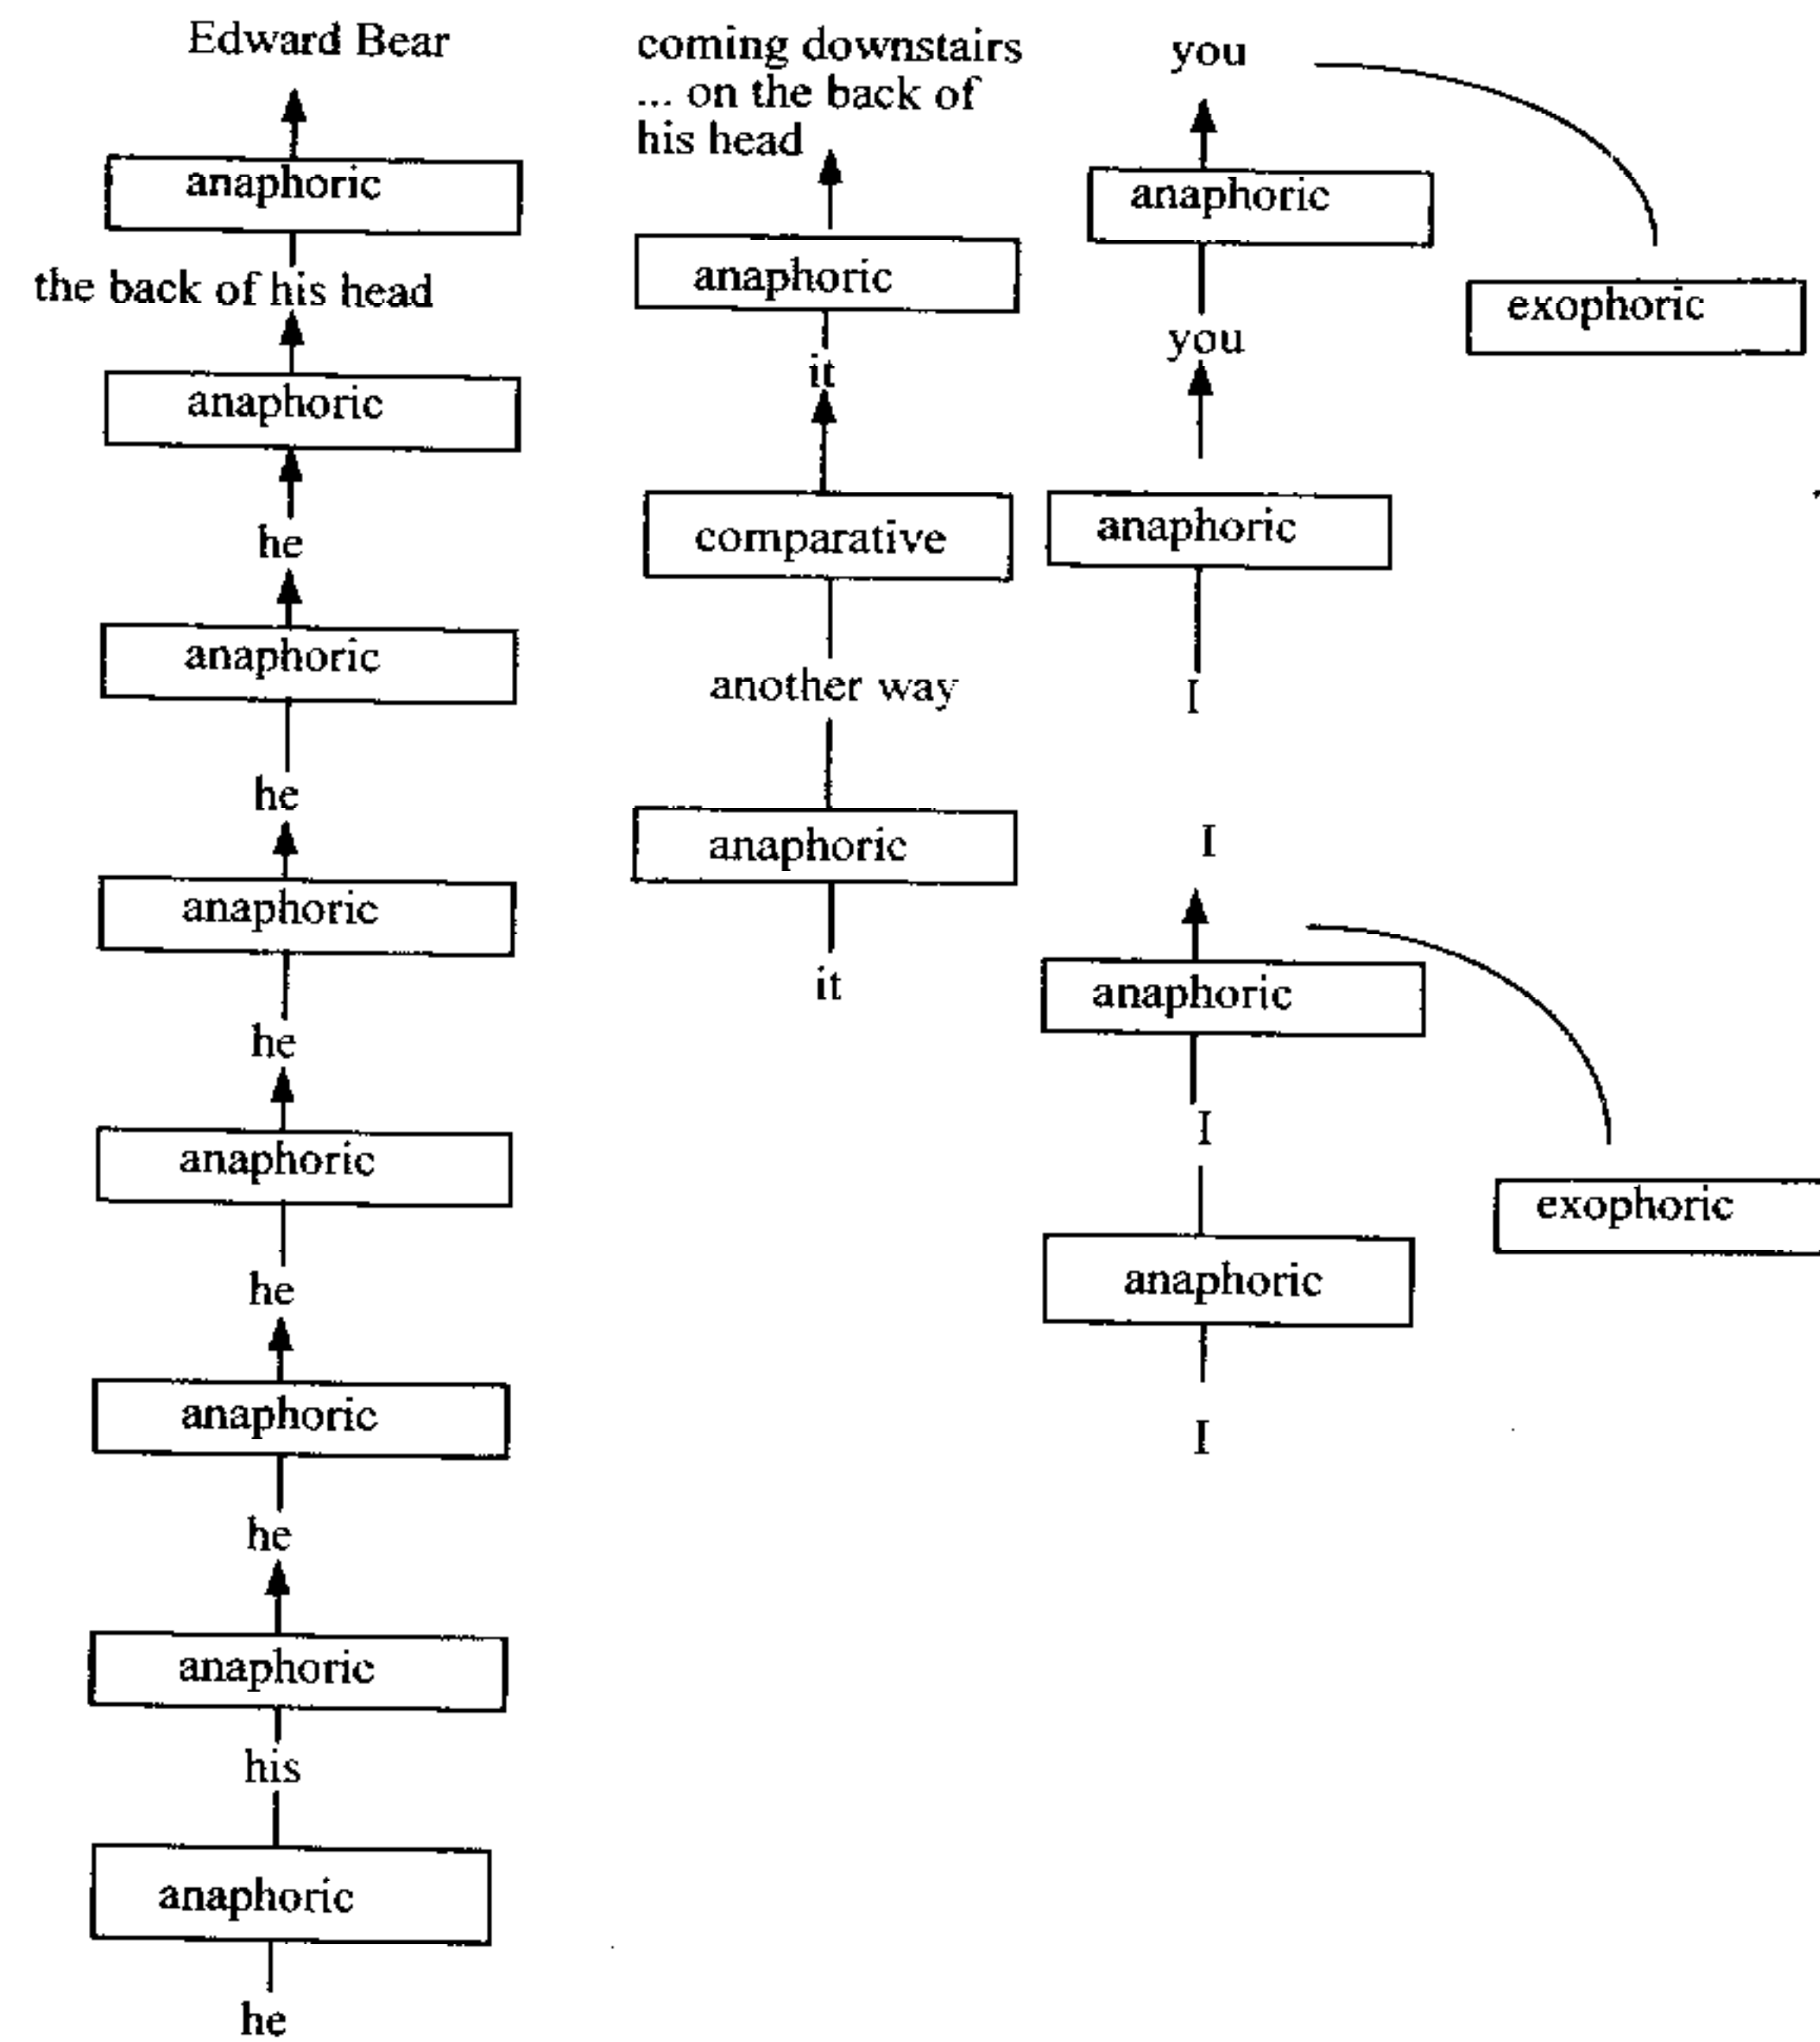 Edward Bear
anaphoric
the back of his head
anaphoric
he
anaphoric
he
anaphoric
he
anaphoric
he
anaphoric
he
anaphoric
his
anaphoric
he
coming downstairs
... on the back of
his head
anaphoric
it
comparative
another way
anaphoric
it
you
anaphoric
exophoric
you
anaphoric
I
I
anaphoric
I
exophoric
anaphoric
I